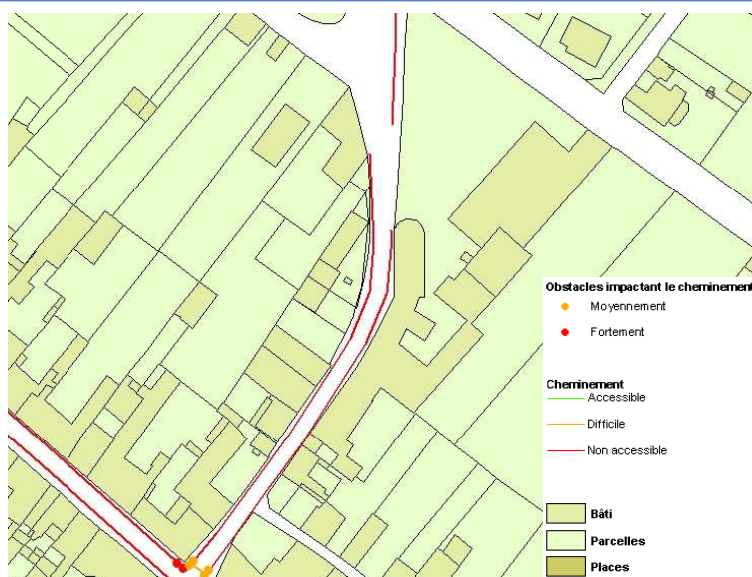 Obstacles impactant le cheminement
Moyennement
Fortement
Cheminement
Accessible
Difficile
Non accessible
Bâti
Parcelles
Places